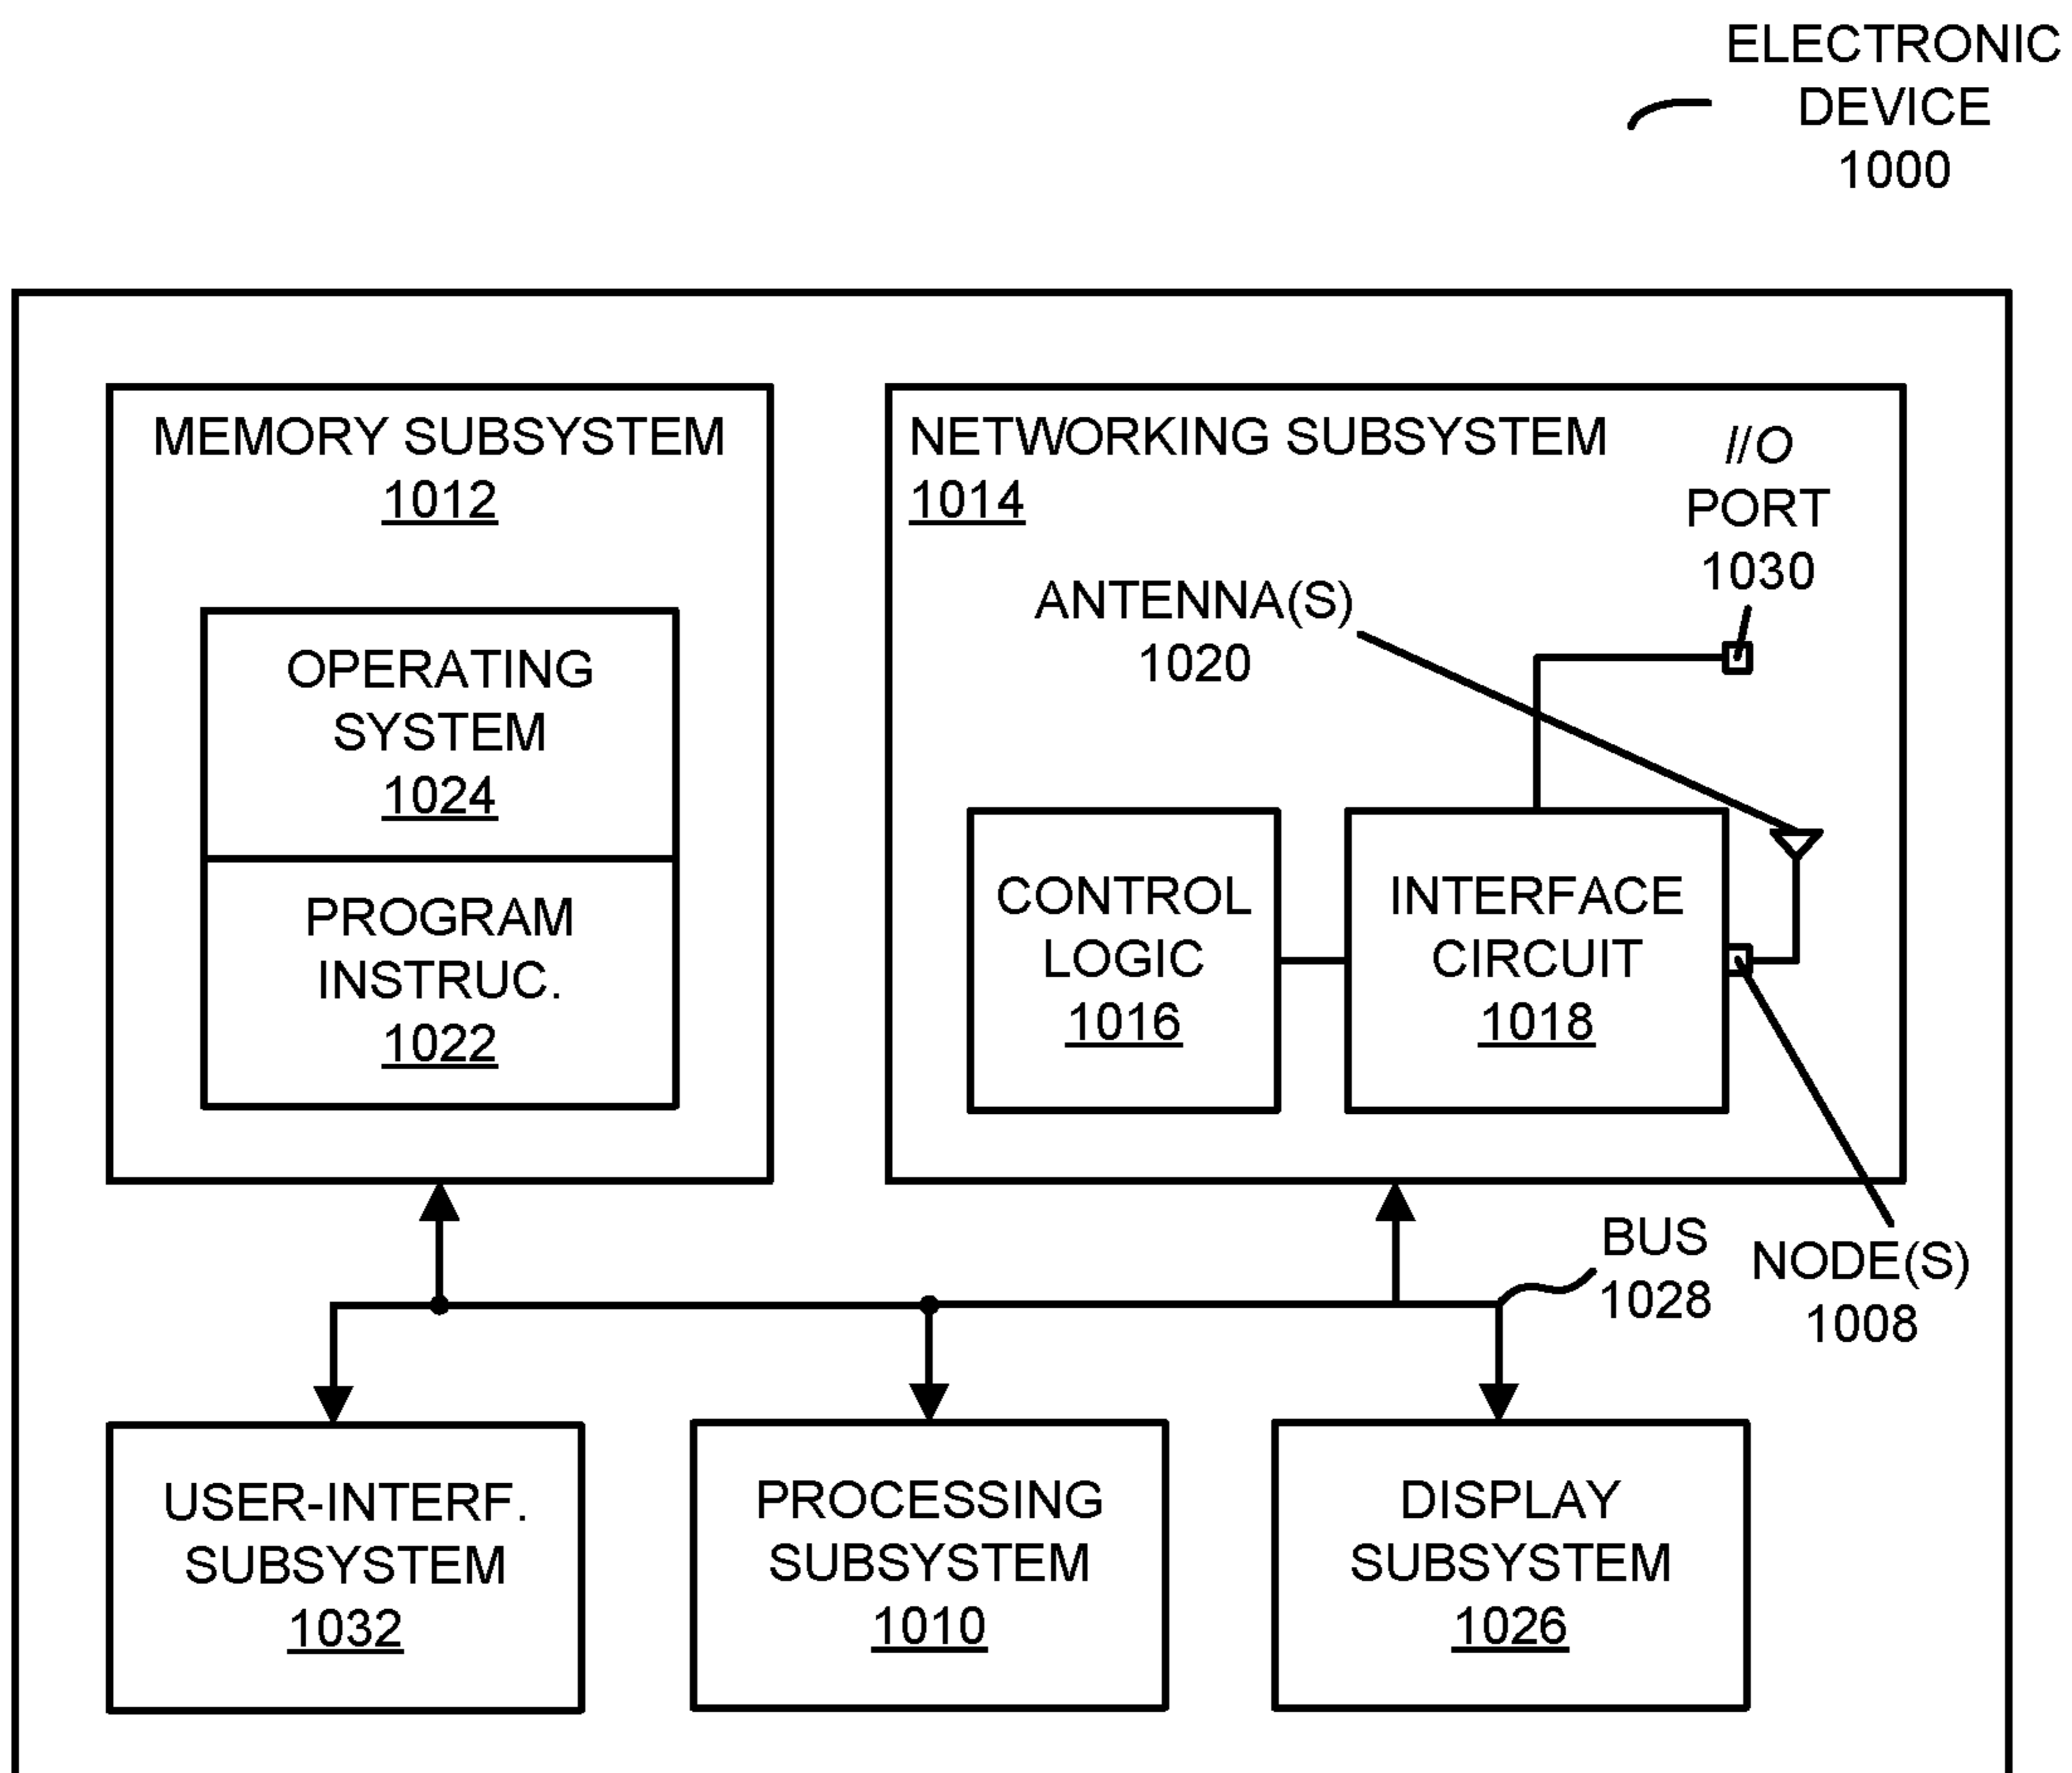 ELECTRONIC
DEVICE
1000
MEMORY SUBSYSTEM
1012
OPERATING
SYSTEM
1024
PROGRAM
INSTRUC.
1022
NETWORKING SUBSYSTEM
1014
I/O
PORT
1030
ANTENNA(S)
1020
CONTROL
LOGIC
1016
INTERFACE
CIRCUIT
1018
BUS
1028
NODE(S)
1008
USER-INTERF.
SUBSYSTEM
1032
PROCESSING
SUBSYSTEM
1010
DISPLAY
SUBSYSTEM
1026